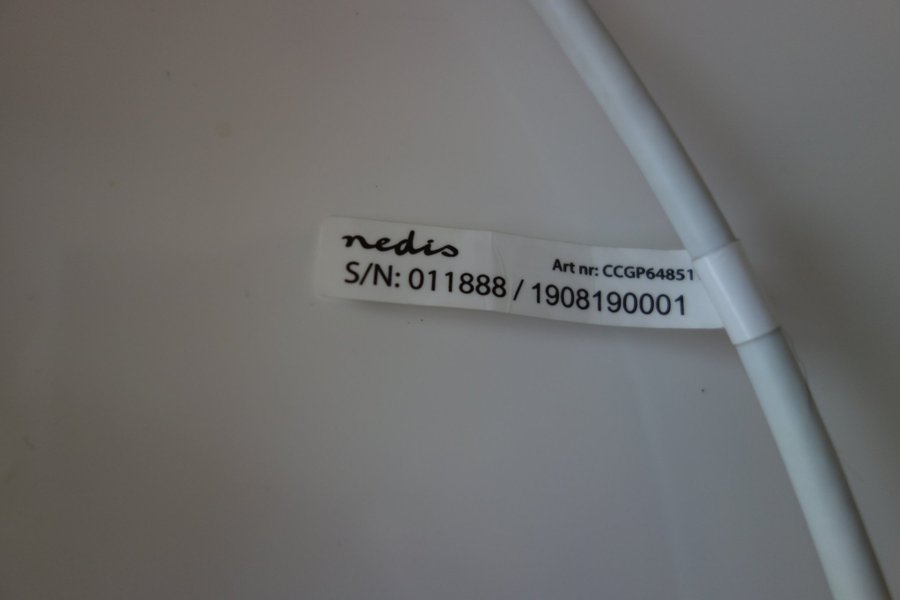 nedis
Art nr: CCGP64851
S/N: 011888 / 1908190001